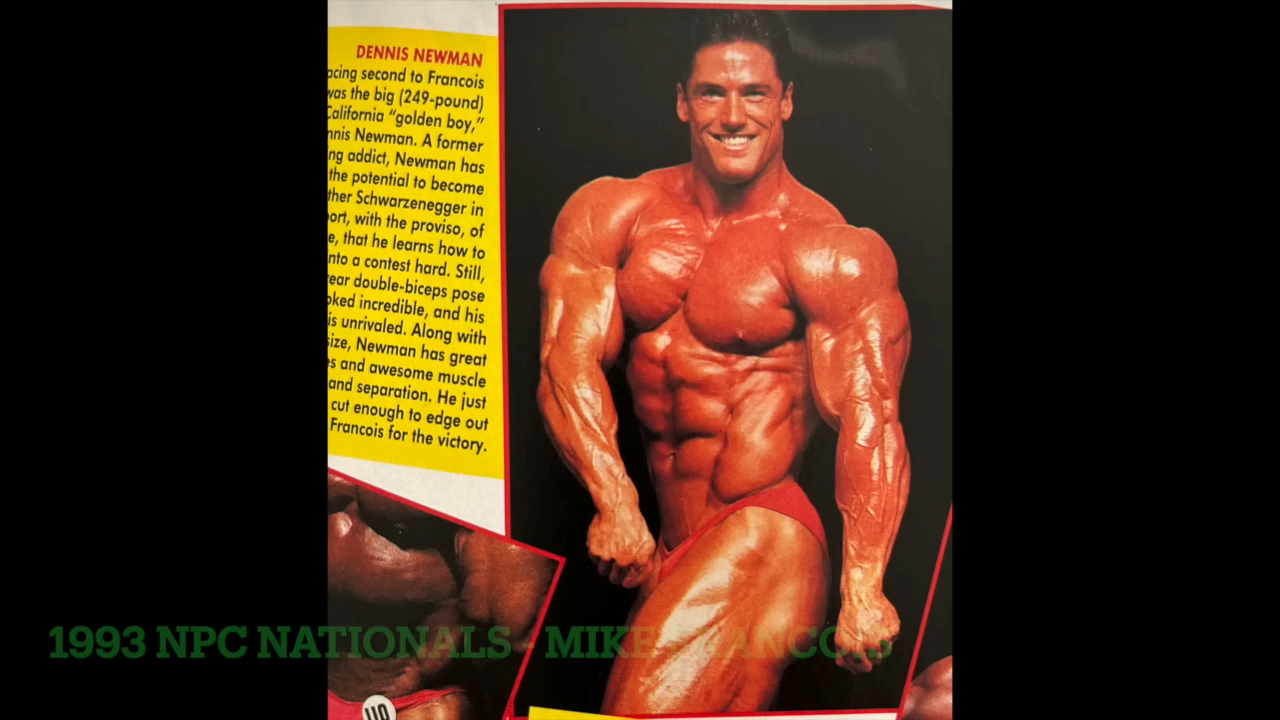 DENNIS NEWMAN
acing second to Francois
was the big (249-pound)
California "golden boy,"
nnis Newman. A former
ng addict, Newman has
the potential to become
ther Schwarzenegger in
ort, with the proviso, of
e, that he learns how to
nto a contest hard. Still,
ear double-biceps pose
oked incredible, and his
is unrivaled. Along with
size, Newman has great
es and awesome muscle
and separation. He just
cut enough to edge out
Francois for the victory.
1993 NPC NATIONALS - MIKE FRANCOIS